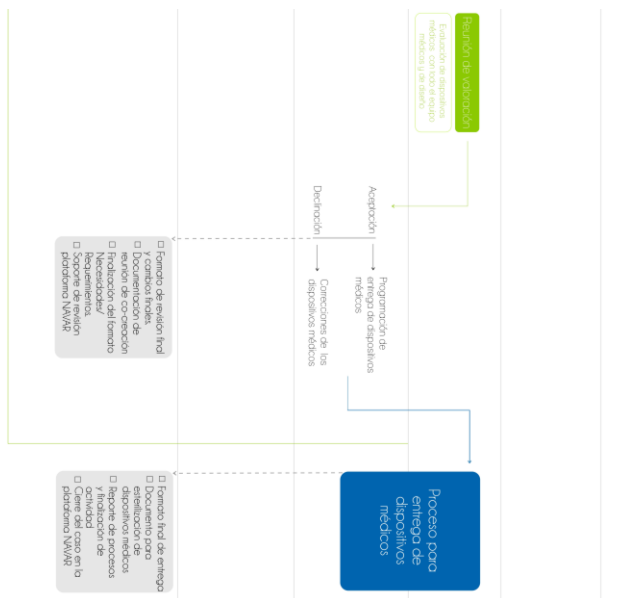 Reunión de valoración
Evaluación de dispositivos
médicos con todo el equipo
médicos y de diseño
Aceptación
Declinación
Programación de
entrega de dispositivos
médicos
Correcciones de los
dispositivos médicos
☐ Formato de revisión final
y cambios finales.
☐ Documentación de
reunión de co-creación
☐ Finalización del formato
Necesidades/
Requerimientos.
☐ Soporte de revisión
plataforma NAVAR
Proceso para
entrega de
dispositivos
médicos
☐ Formato final de entrega
☐ Documento para
esterilización de
dispositivos médicos
☐ Reporte de procesos
y finalización de
actividad
☐ Cierre del caso en la
plataforma NAVAR